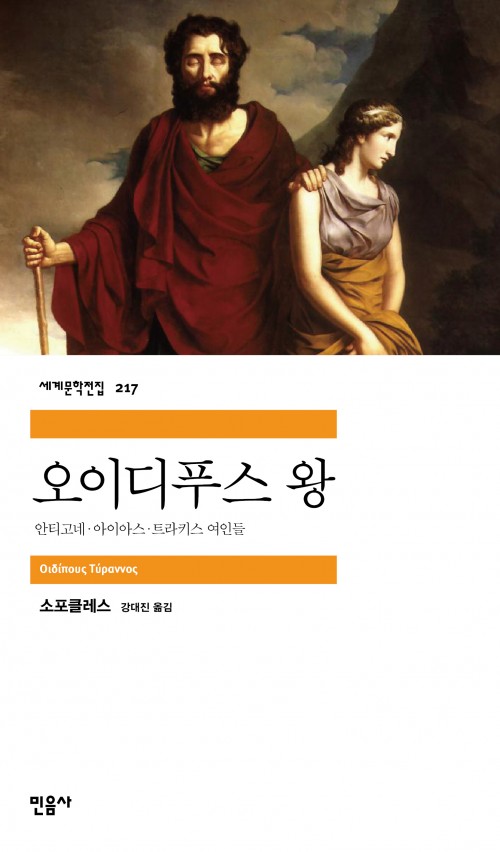 세계문학전집 217
오이디푸스 왕
안티고네·아이아스·트라키스 여인들
Οιδίπους Τύραννος
소포클레스 강대진 옮김
민음사